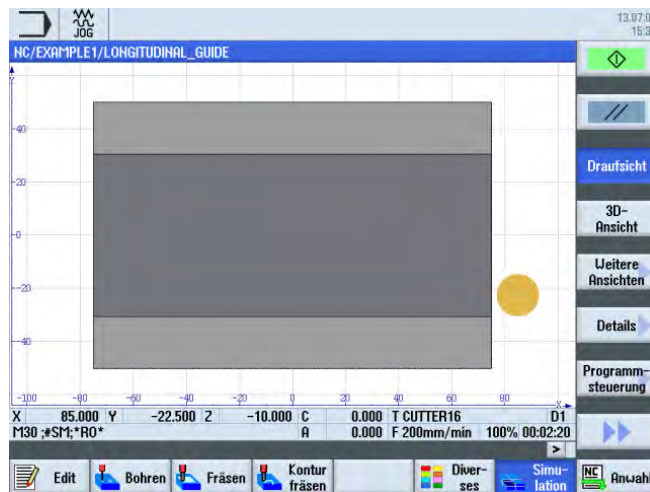 JOG
13.07.0
15:3
NC/EXAMPLE1/LONGITUDINAL_GUIDE
Y
40
20
0
-20
-40
-100 -80 -60 -40 -20 0 20 40 60 80 X
X 85.000 Y -22.500 Z -10.000 C 0.000 T CUTTER16 D1
M30 ;#SM;*RO* A 0.000 F 200mm/min 100% 00:02:20
>
Draufsicht
3D-
Ansicht
Weitere
Ansichten
Details
Programm-
steuerung
Edit
Bohren
Fräsen
Kontur
fräsen
Diver-
ses
Simu-
lation
NC
Anwahl